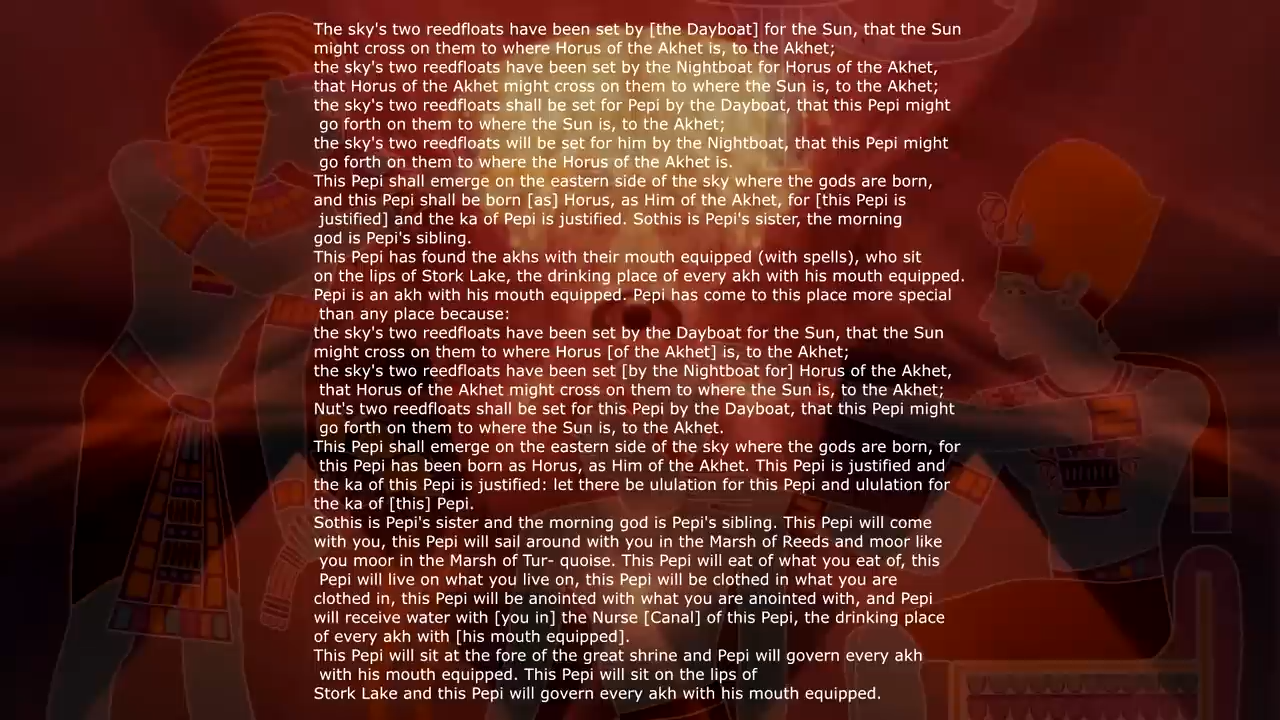 The sky's two reedfloats have been set by [the Dayboat] for the Sun, that the Sun
might cross on them to where Horus of the Akhet is, to the Akhet;
the sky's two reedfloats have been set by the Nightboat for Horus of the Akhet,
that Horus of the Akhet might cross on them to where the Sun is, to the Akhet;
the sky's two reedfloats shall be set for Pepi by the Dayboat, that this Pepi might
go forth on them to where the Sun is, to the Akhet;
the sky's two reedfloats will be set for him by the Nightboat, that this Pepi might
go forth on them to where the Horus of the Akhet is.
This Pepi shall emerge on the eastern side of the sky where the gods are born,
and this Pepi shall be born [as] Horus, as Him of the Akhet, for [this Pepi is
justified] and the ka of Pepi is justified. Sothis is Pepi's sister, the morning
god is Pepi's sibling.
This Pepi has found the akhs with their mouth equipped (with spells), who sit
on the lips of Stork Lake, the drinking place of every akh with his mouth equipped.
Pepi is an akh with his mouth equipped. Pepi has come to this place more special
than any place because:
the sky's two reedfloats have been set by the Dayboat for the Sun, that the Sun
might cross on them to where Horus [of the Akhet] is, to the Akhet;
the sky's two reedfloats have been set [by the Nightboat for] Horus of the Akhet,
that Horus of the Akhet might cross on them to where the Sun is, to the Akhet;
Nut's two reedfloats shall be set for this Pepi by the Dayboat, that this Pepi might
go forth on them to where the Sun is, to the Akhet.
This Pepi shall emerge on the eastern side of the sky where the gods are born, for
this Pepi has been born as Horus, as Him of the Akhet. This Pepi is justified and
the ka of this Pepi is justified: let there be ululation for this Pepi and ululation for
the ka of [this] Pepi.
Sothis is Pepi's sister and the morning god is Pepi's sibling. This Pepi will come
with you, this Pepi will sail around with you in the Marsh of Reeds and moor like
you moor in the Marsh of Tur- quoise. This Pepi will eat of what you eat of, this
Pepi will live on what you live on, this Pepi will be clothed in what you are
clothed in, this Pepi will be anointed with what you are anointed with, and Pepi
will receive water with [you in] the Nurse [Canal] of this Pepi, the drinking place
of every akh with [his mouth equipped].
This Pepi will sit at the fore of the great shrine and Pepi will govern every akh
with his mouth equipped. This Pepi will sit on the lips of
Stork Lake and this Pepi will govern every akh with his mouth equipped.